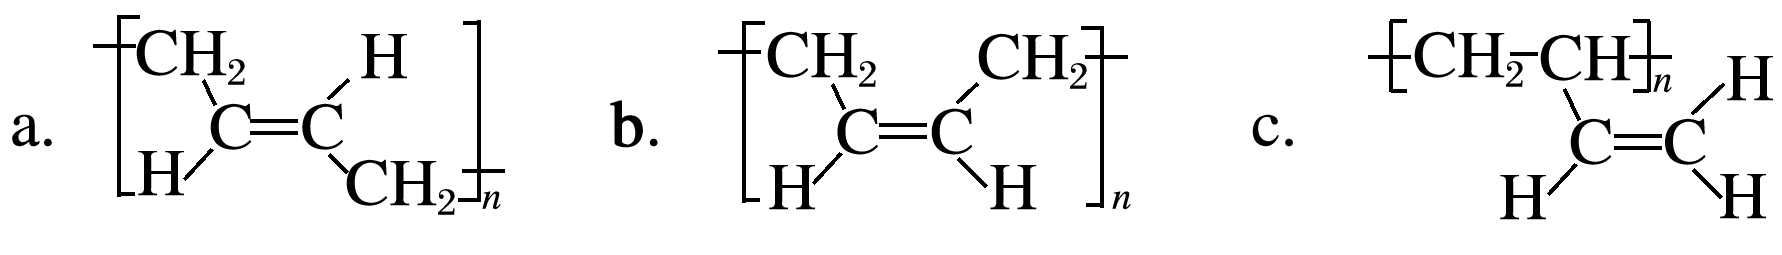 a. [CH2 H C=C H CH2]n
b. [CH2 CH2 C=C H H]n
c. [CH2-CH]n H C=C H H